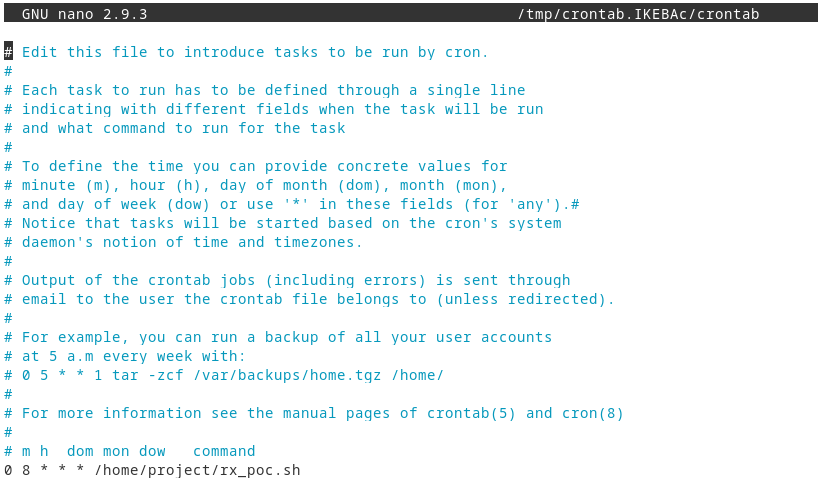 GNU nano 2.9.3 /tmp/crontab.IKEBAc/crontab
# Edit this file to introduce tasks to be run by cron.
#
# Each task to run has to be defined through a single line
# indicating with different fields when the task will be run
# and what command to run for the task
#
# To define the time you can provide concrete values for
# minute (m), hour (h), day of month (dom), month (mon),
# and day of week (dow) or use '*' in these fields (for 'any').#
# Notice that tasks will be started based on the cron's system
# daemon's notion of time and timezones.
#
# Output of the crontab jobs (including errors) is sent through
# email to the user the crontab file belongs to (unless redirected).
#
# For example, you can run a backup of all your user accounts
# at 5 a.m every week with:
# 0 5 * * 1 tar -zcf /var/backups/home.tgz /home/
#
# For more information see the manual pages of crontab(5) and cron(8)
#
# m h  dom mon dow   command
0 8 * * * /home/project/rx_poc.sh